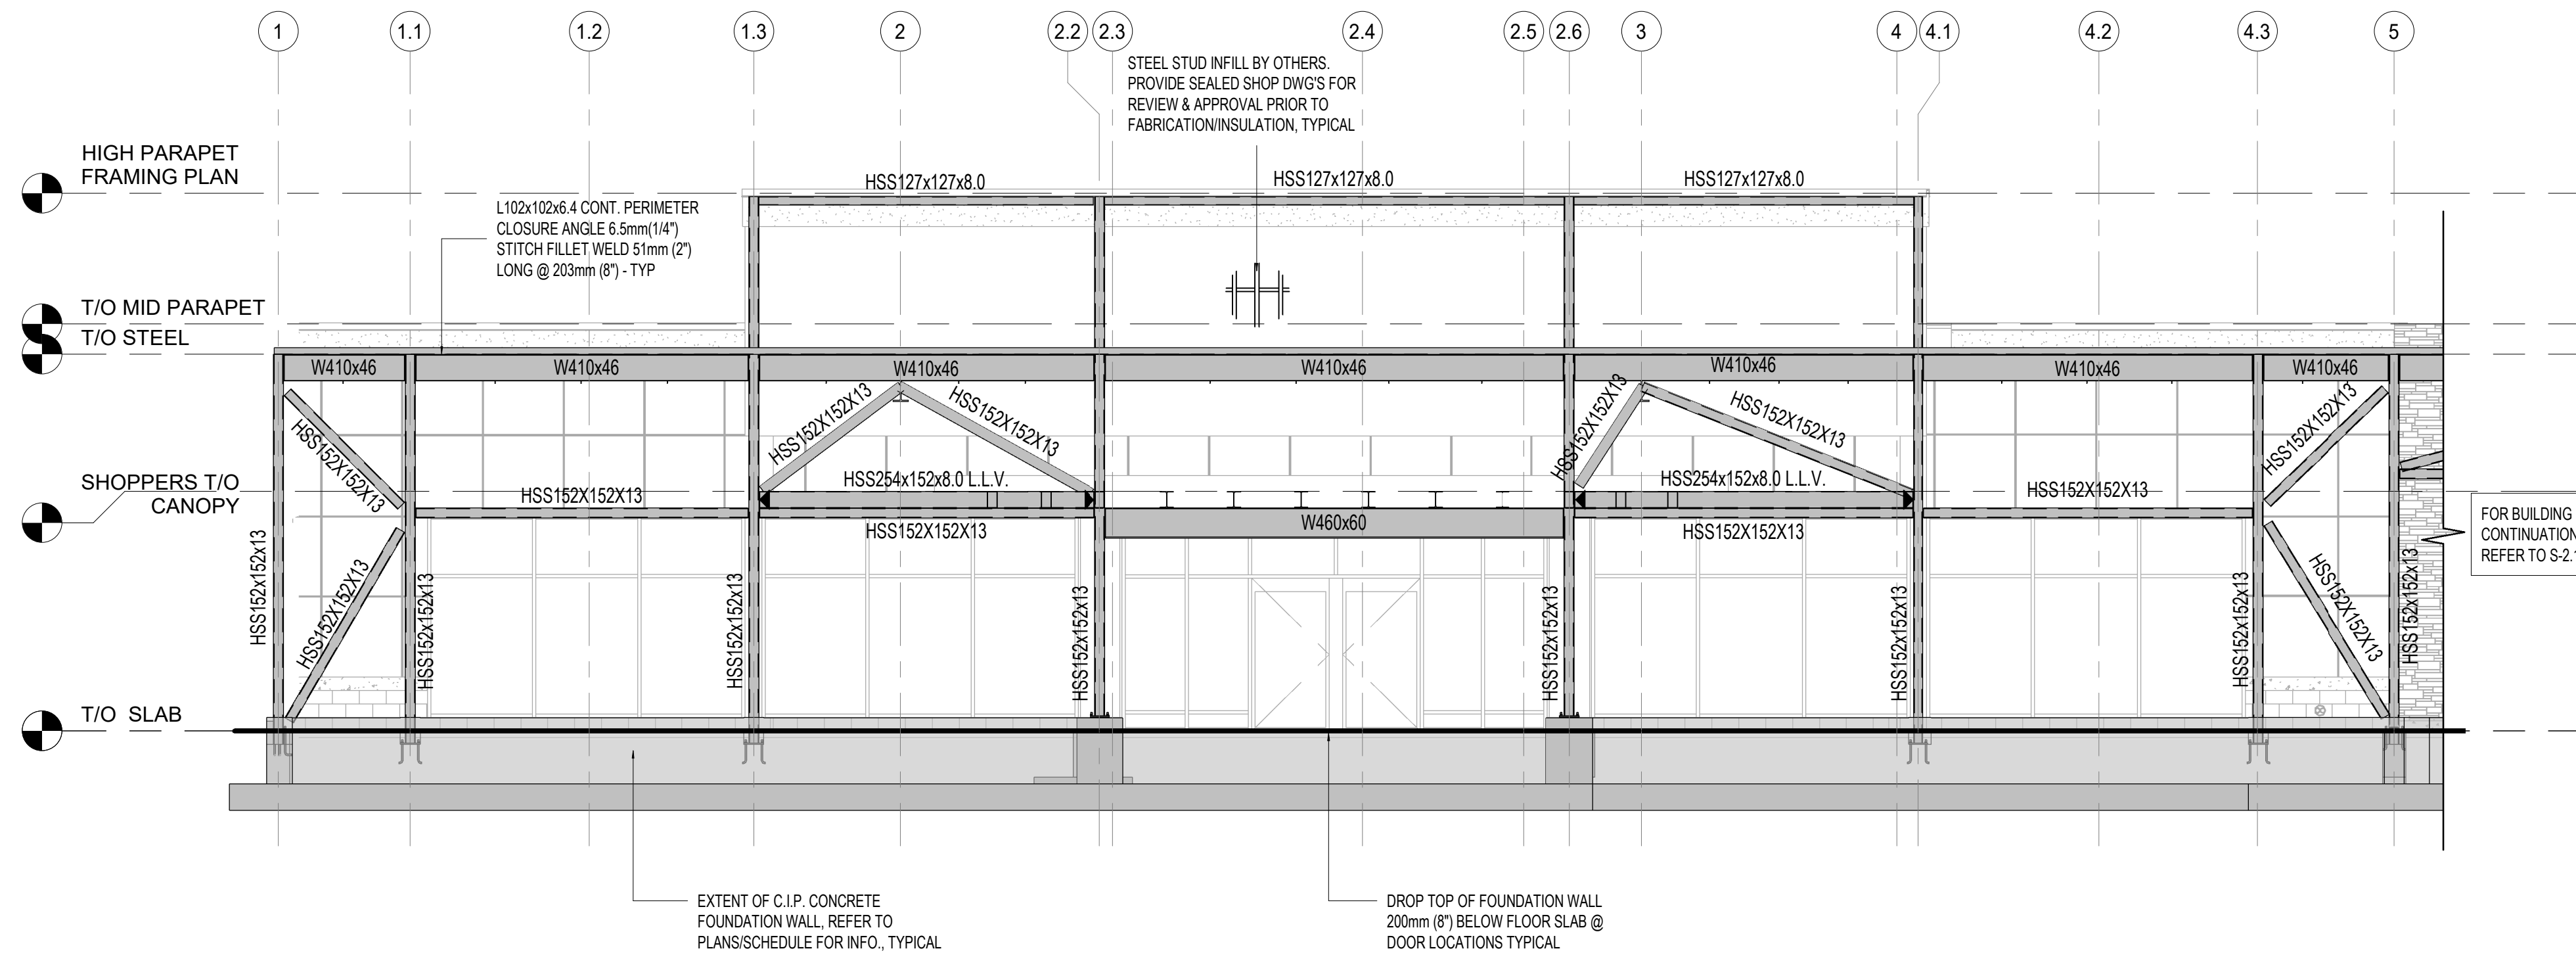 1
1.1
1.2
1.3
2
2.2
2.3
2.4
2.5
2.6
3
4
4.1
4.2
4.3
5
STEEL STUD INFILL BY OTHERS.
PROVIDE SEALED SHOP DWG'S FOR
REVIEW & APPROVAL PRIOR TO
FABRICATION/INSULATION, TYPICAL
HIGH PARAPET
FRAMING PLAN
HSS127x127x8.0
HSS127x127x8.0
HSS127x127x8.0
L102x102x6.4 CONT. PERIMETER
CLOSURE ANGLE 6.5mm(1/4")
STITCH FILLET WELD 51mm (2")
LONG @ 203mm (8") - TYP
T/O MID PARAPET
T/O STEEL
W410x46
W410x46
W410x46
W410x46
W410x46
W410x46
W410x46
HSS152X152X13
HSS152X152X13
HSS152X152X13
HSS152X152X13
HSS152X152X13
HSS152X152X13
SHOPPERS T/O
CANOPY
HSS152X152X13
HSS254x152x8.0 L.L.V.
HSS254x152x8.0 L.L.V.
HSS152X152X13
HSS152X152X13
W460x60
HSS152X152X13
FOR BUILDING
CONTINUATION
REFER TO S-2.
HSS152x152x13
HSS152X152X13
HSS152x152x13
HSS152x152x13
HSS152x152x13
HSS152x152x13
HSS152x152x13
HSS152x152x13
HSS152X152X13
HSS152x152x13
T/O SLAB
EXTENT OF C.I.P. CONCRETE
FOUNDATION WALL, REFER TO
PLANS/SCHEDULE FOR INFO., TYPICAL
DROP TOP OF FOUNDATION WALL
200mm (8") BELOW FLOOR SLAB @
DOOR LOCATIONS TYPICAL